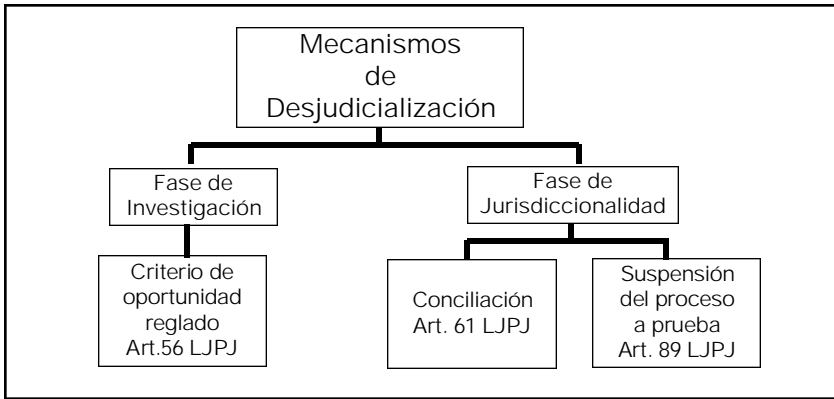 Mecanismos
de
Desjudicialización
Fase de
Investigación
Fase de
Jurisdiccionalidad
Criterio de
oportunidad
reglado
Art.56 LJPJ
Conciliación
Art. 61 LJPJ
Suspensión
del proceso
a prueba
Art. 89 LJPJ